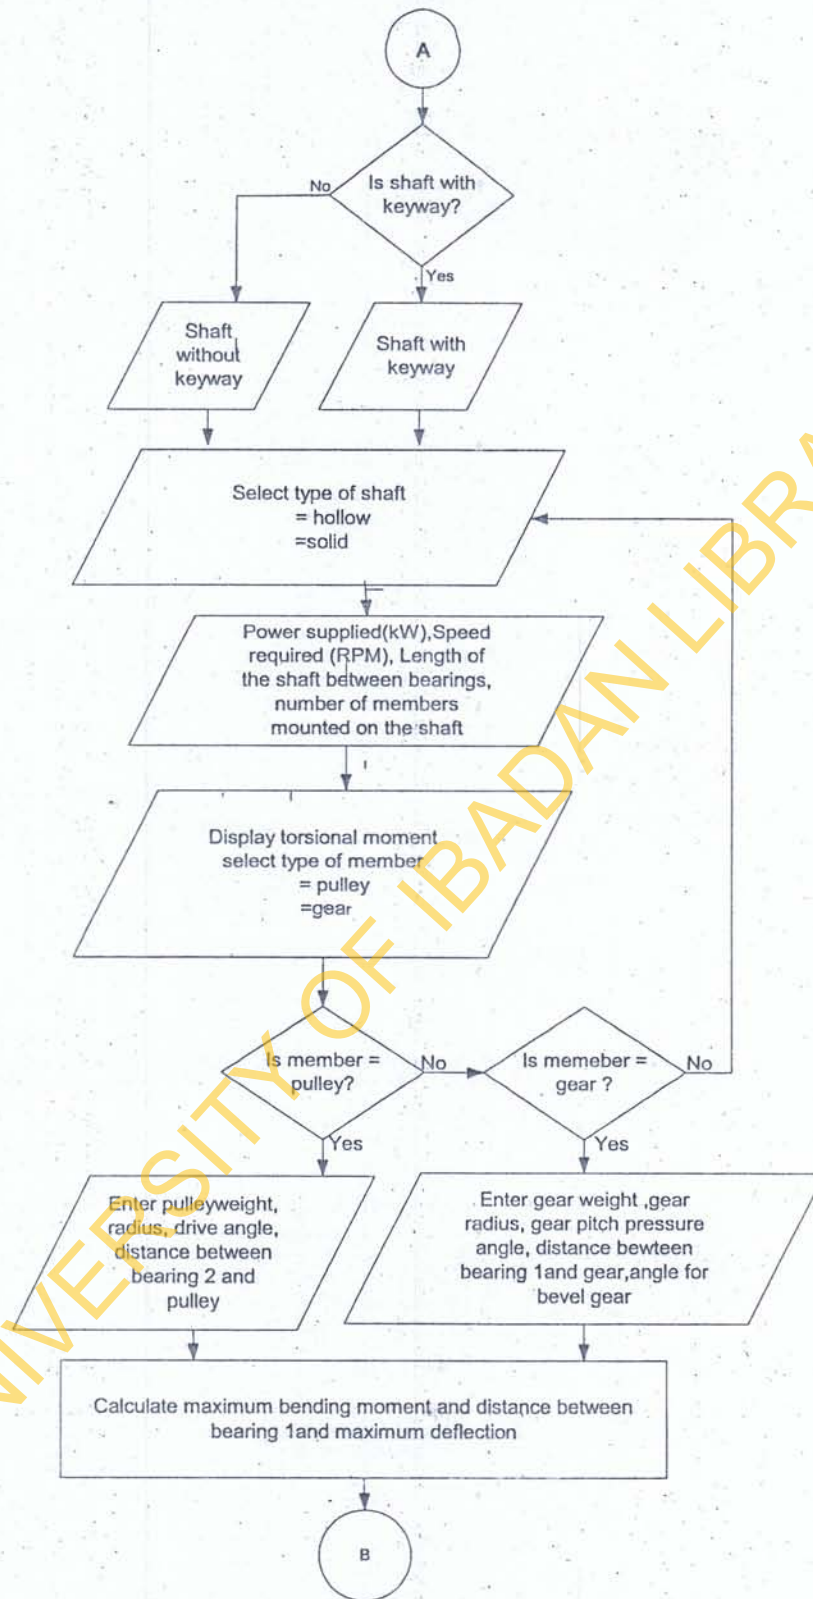 A
Is shaft with
keyway?
No
Yes
Shaft
without
keyway
Shaft with
keyway
Select type of shaft
= hollow
=solid
Power supplied(kW),Speed
required (RPM), Length of
the shaft between bearings,
number of members
mounted on the shaft
Display torsional moment
select type of member
= pulley
=gear
Is member =
pulley?
No
Is memeber =
gear ?
No
Yes
Yes
Enter pulleyweight,
radius, drive angle,
distance between
bearing 2 and
pulley
Enter gear weight ,gear
radius, gear pitch pressure
angle, distance bewteen
bearing 1and gear,angle for
bevel gear
Calculate maximum bending moment and distance between
bearing 1and maximum deflection
B
UNIVERSITY OF IBADAN LIBRA